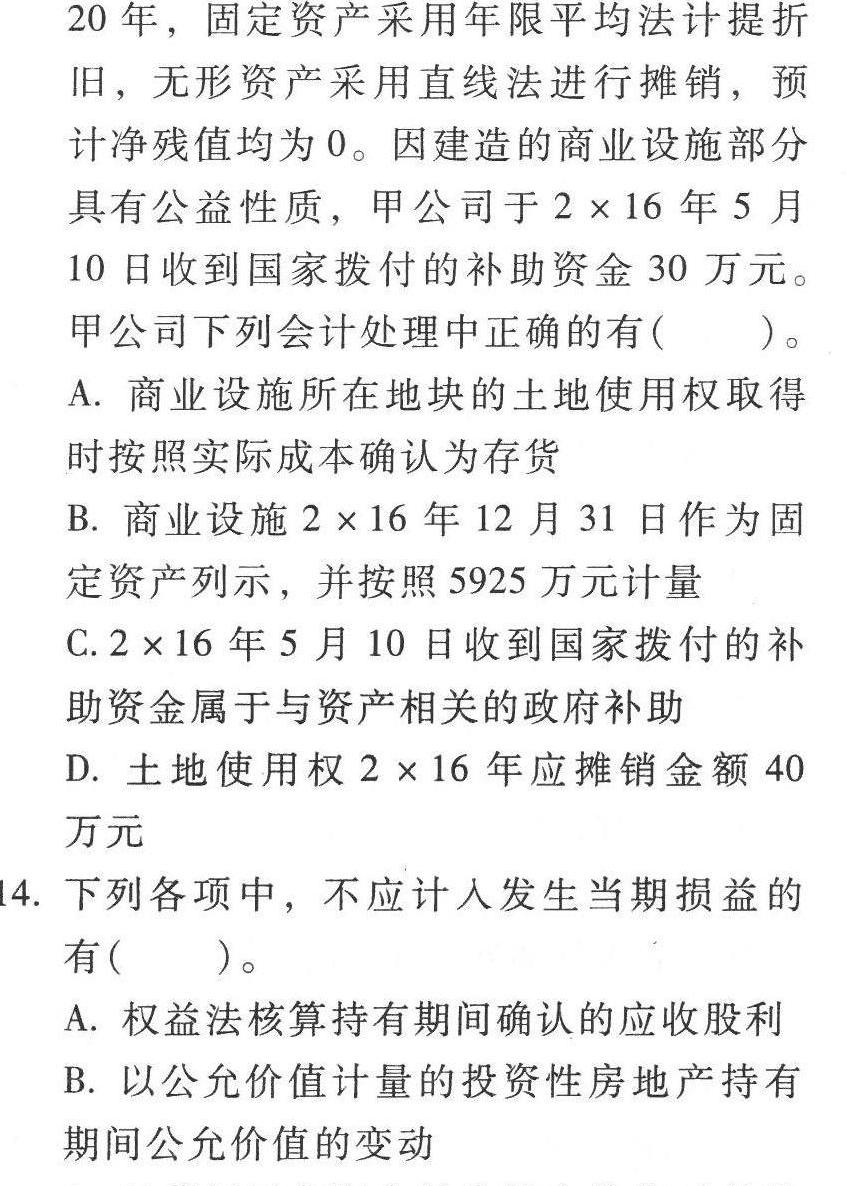 20 年，固定资产采用年限平均法计提折
旧，无形资产采用直线法进行摊销，预
计净残值均为 0。因建造的商业设施部分
具有公益性质，甲公司于 2 × 16 年 5 月
10 日收到国家拨付的补助资金 30 万元。
甲公司下列会计处理中正确的有(　　)。
A. 商业设施所在地块的土地使用权取得
时按照实际成本确认为存货
B. 商业设施 2 × 16 年 12 月 31 日作为固
定资产列示，并按照 5925 万元计量
C. 2 × 16 年 5 月 10 日收到国家拨付的补
助资金属于与资产相关的政府补助
D. 土地使用权 2 × 16 年应摊销金额 40
万元
14. 下列各项中，不应计入发生当期损益的
有(　　)。
A. 权益法核算持有期间确认的应收股利
B. 以公允价值计量的投资性房地产持有
期间公允价值的变动